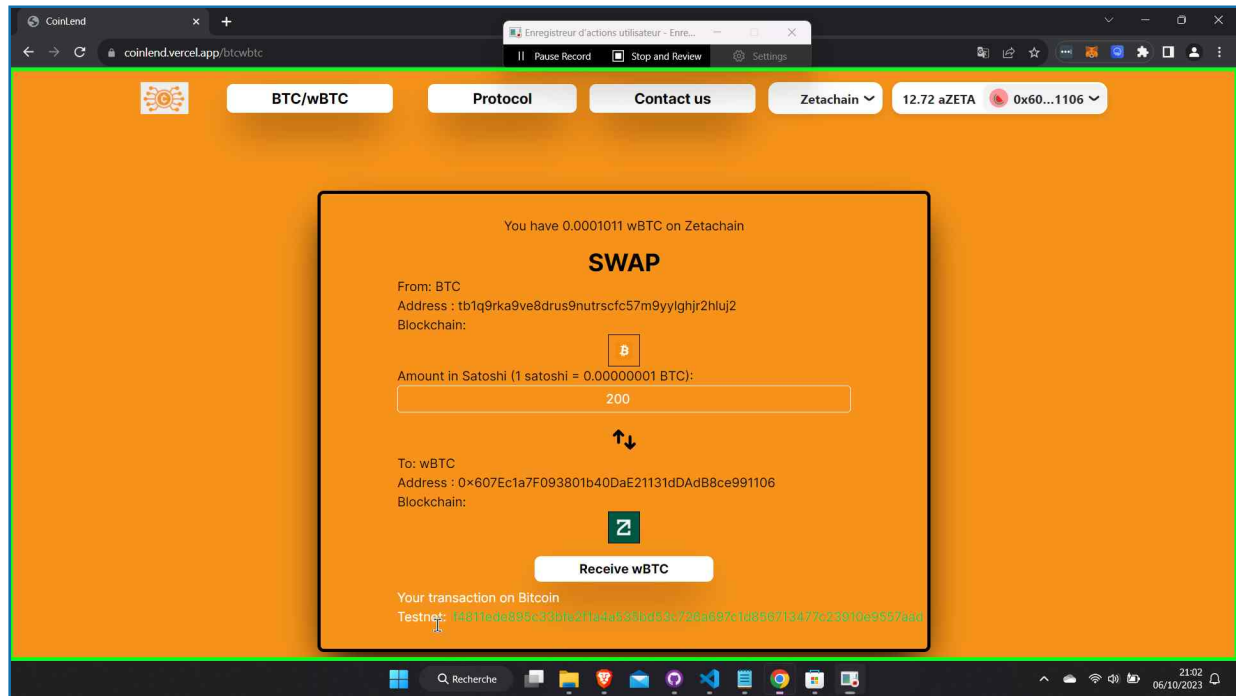 CoinLend
Enregistreur d'actions utilisateur - Enre...
coinlend.vercel.app/btcwbtc
Pause Record Stop and Review Settings
BTC/wBTC Protocol Contact us Zetachain 12.72 aZETA 0x60...1106
You have 0.0001011 wBTC on Zetachain
SWAP
From: BTC
Address : tb1q9rka9ve8drus9nutrscfc57m9yylghjr2hluj2
Blockchain:
Amount in Satoshi (1 satoshi = 0.00000001 BTC):
200
To: wBTC
Address : 0x607Ec1a7F093801b40DaE21131dDAdB8ce991106
Blockchain:
Receive wBTC
Your transaction on Bitcoin
Testnet:
Recherche
21:02
06/10/2023